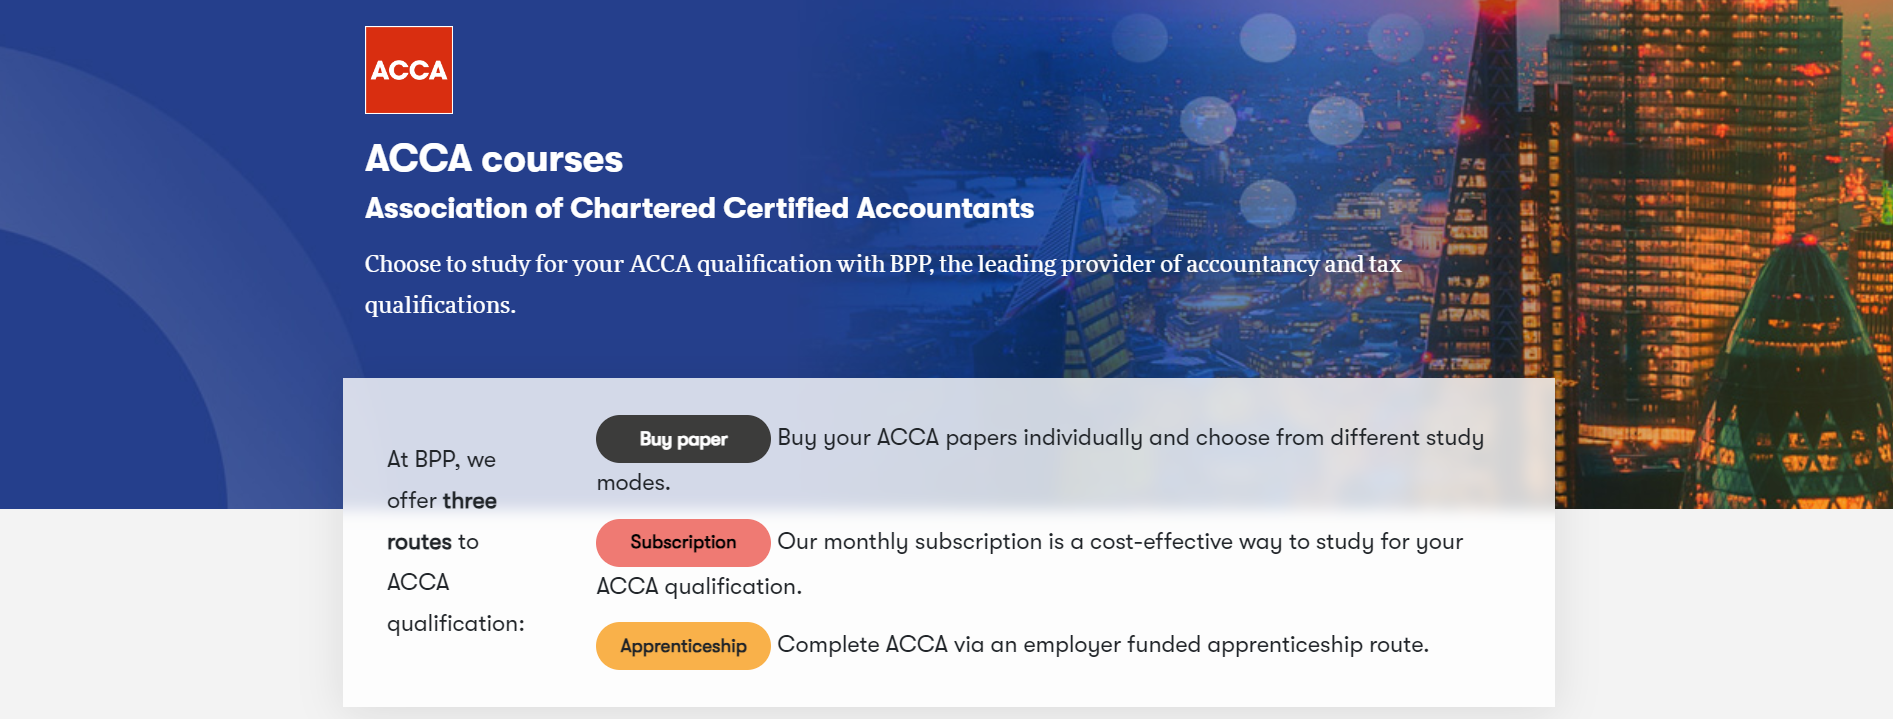 ACCA
ACCA courses
Association of Chartered Certified Accountants
Choose to study for your ACCA qualification with BPP, the leading provider of accountancy and tax
qualifications.
At BPP, we
offer three
routes to
ACCA
qualification:
Buy paper Buy your ACCA papers individually and choose from different study
modes.
Subscription Our monthly subscription is a cost-effective way to study for your
ACCA qualification.
Apprenticeship Complete ACCA via an employer funded apprenticeship route.